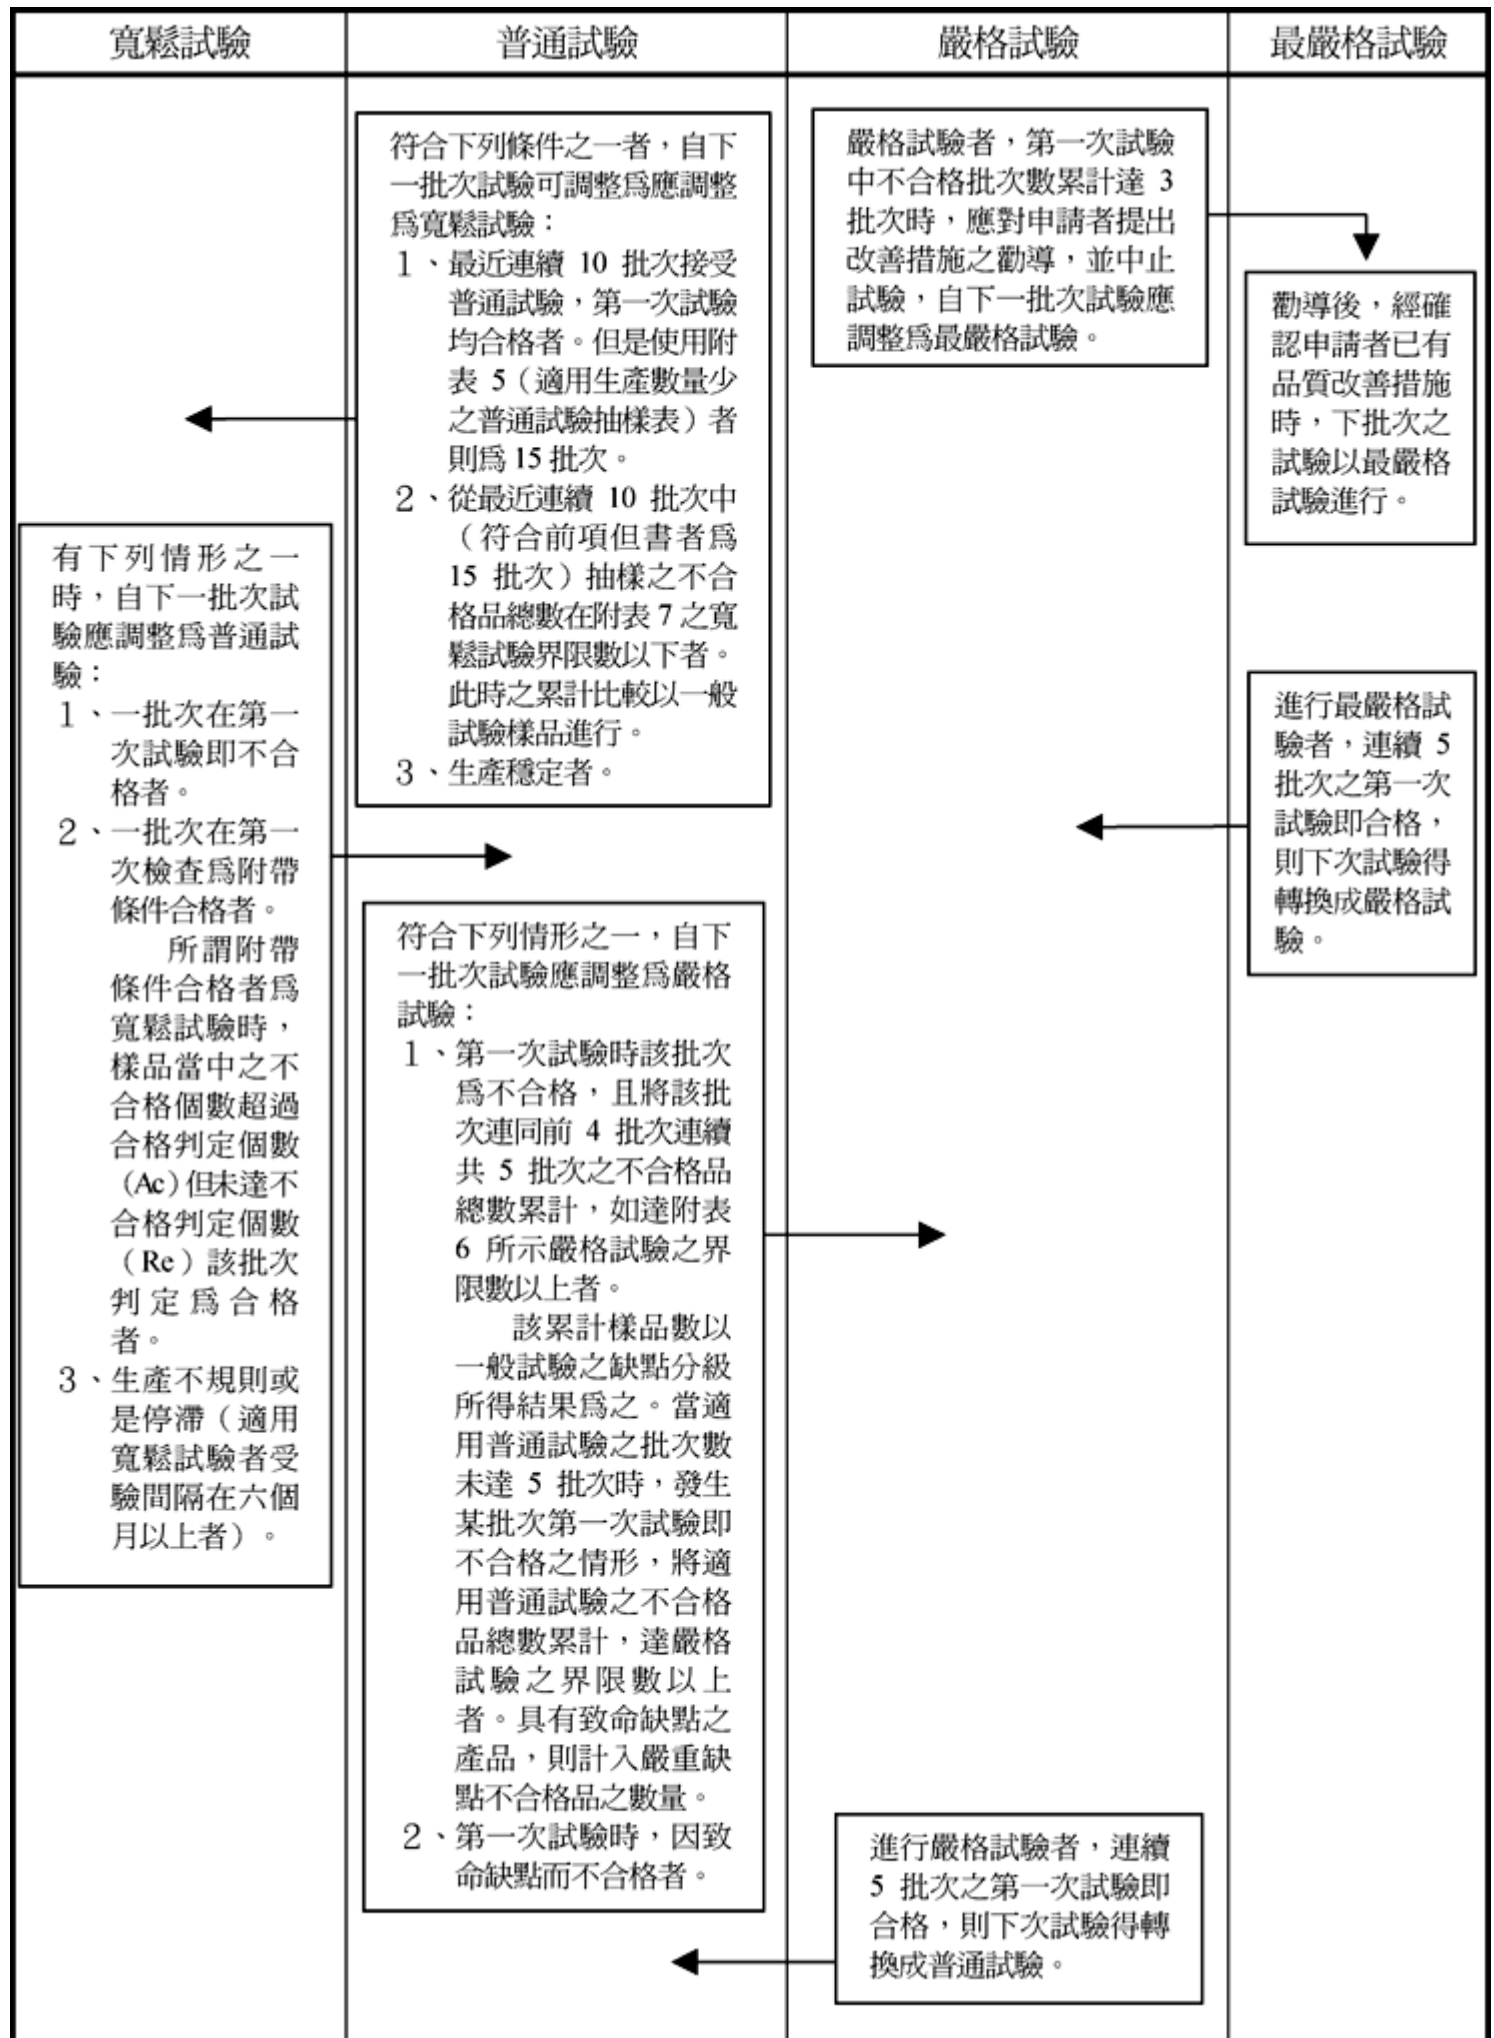 寬鬆試驗
普通試驗
嚴格試驗
最嚴格試驗
符合下列條件之一者，自下
一批次試驗可調整爲應調整
爲寬鬆試驗：
1、最近連續 10 批次接受
普通試驗，第一次試驗
均合格者。但是使用附
表 5（適用生產數量少
之普通試驗抽樣表）者
則爲 15 批次。
2、從最近連續 10 批次中
（符合前項但書者爲
15 批次）抽樣之不合
格品總數在附表 7 之寬
鬆試驗界限數以下者。
此時之累計比較以一般
試驗樣品進行。
3、生產穩定者。
嚴格試驗者，第一次試驗
中不合格批次數累計達 3
批次時，應對申請者提出
改善措施之勸導，並中止
試驗，自下一批次試驗應
調整爲最嚴格試驗。
勸導後，經確
認申請者已有
品質改善措施
時，下批次之
試驗以最嚴格
試驗進行。
有下列情形之一
時，自下一批次試
驗應調整爲普通試
驗：
1、一批次在第一
次試驗即不合
格者。
2、一批次在第一
次檢查爲附帶
條件合格者。
所謂附帶
條件合格者爲
寬鬆試驗時，
樣品當中之不
合格個數超過
合格判定個數
（Ac）但未達不
合格判定個數
（Re）該批次
判定爲合格
者。
3、生產不規則或
是停滯（適用
寬鬆試驗者受
驗間隔在六個
月以上者）。
進行最嚴格試
驗者，連續 5
批次之第一次
試驗即合格，
則下次試驗得
轉換成嚴格試
驗。
符合下列情形之一，自下
一批次試驗應調整爲嚴格
試驗：
1、第一次試驗時該批次
爲不合格，且將該批
次連同前 4 批次連續
共 5 批次之不合格品
總數累計，如達附表
6 所示嚴格試驗之界
限數以上者。
該累計樣品數以
一般試驗之缺點分級
所得結果爲之。當適
用普通試驗之批次數
未達 5 批次時，發生
某批次第一次試驗即
不合格之情形，將適
用普通試驗之不合格
品總數累計，達嚴格
試驗之界限數以上
者。具有致命缺點之
產品，則計入嚴重缺
點不合格品之數量。
2、第一次試驗時，因致
命缺點而不合格者。
進行嚴格試驗者，連續
5 批次之第一次試驗即
合格，則下次試驗得轉
換成普通試驗。